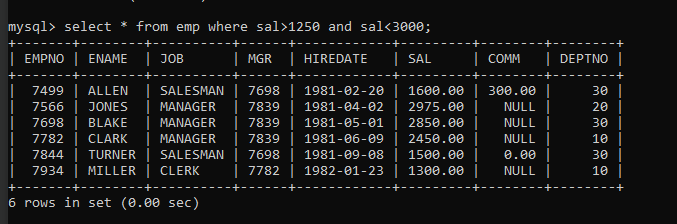 mysql> select * from emp where sal>1250 and sal<3000;
+-------+--------+----------+------+------------+---------+--------+--------+
| EMPNO | ENAME  | JOB      | MGR  | HIREDATE   | SAL     | COMM   | DEPTNO |
+-------+--------+----------+------+------------+---------+--------+--------+
|  7499 | ALLEN  | SALESMAN | 7698 | 1981-02-20 | 1600.00 | 300.00 |     30 |
|  7566 | JONES  | MANAGER  | 7839 | 1981-04-02 | 2975.00 |   NULL |     20 |
|  7698 | BLAKE  | MANAGER  | 7839 | 1981-05-01 | 2850.00 |   NULL |     30 |
|  7782 | CLARK  | MANAGER  | 7839 | 1981-06-09 | 2450.00 |   NULL |     10 |
|  7844 | TURNER | SALESMAN | 7698 | 1981-09-08 | 1500.00 |   0.00 |     30 |
|  7934 | MILLER | CLERK    | 7782 | 1982-01-23 | 1300.00 |   NULL |     10 |
+-------+--------+----------+------+------------+---------+--------+--------+
6 rows in set (0.00 sec)